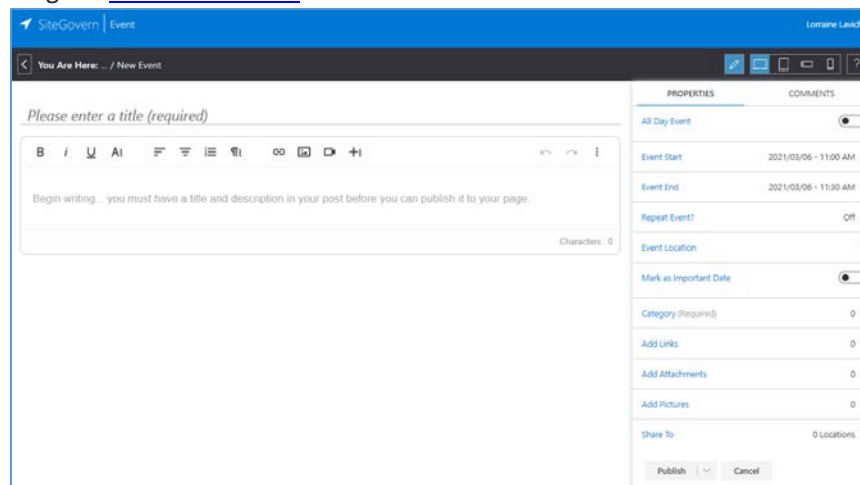 SiteGovern | Event
You Are Here: ... / New Event
?
Please enter a title (required)
B i U A
Begin writing... you must have a title and description in your post before you can publish it to your page.
Characters : 0
PROPERTIES COMMENTS
All Day Event
Event Start 2021/03/06 - 11:00 AM
Event End 2021/03/06 - 11:30 AM
Repeat Event? Off
Event Location
Mark as Important Date
Category (Required) 0
Add Links 0
Add Attachments 0
Add Pictures 0
Share To 0 Locations
Publish Cancel